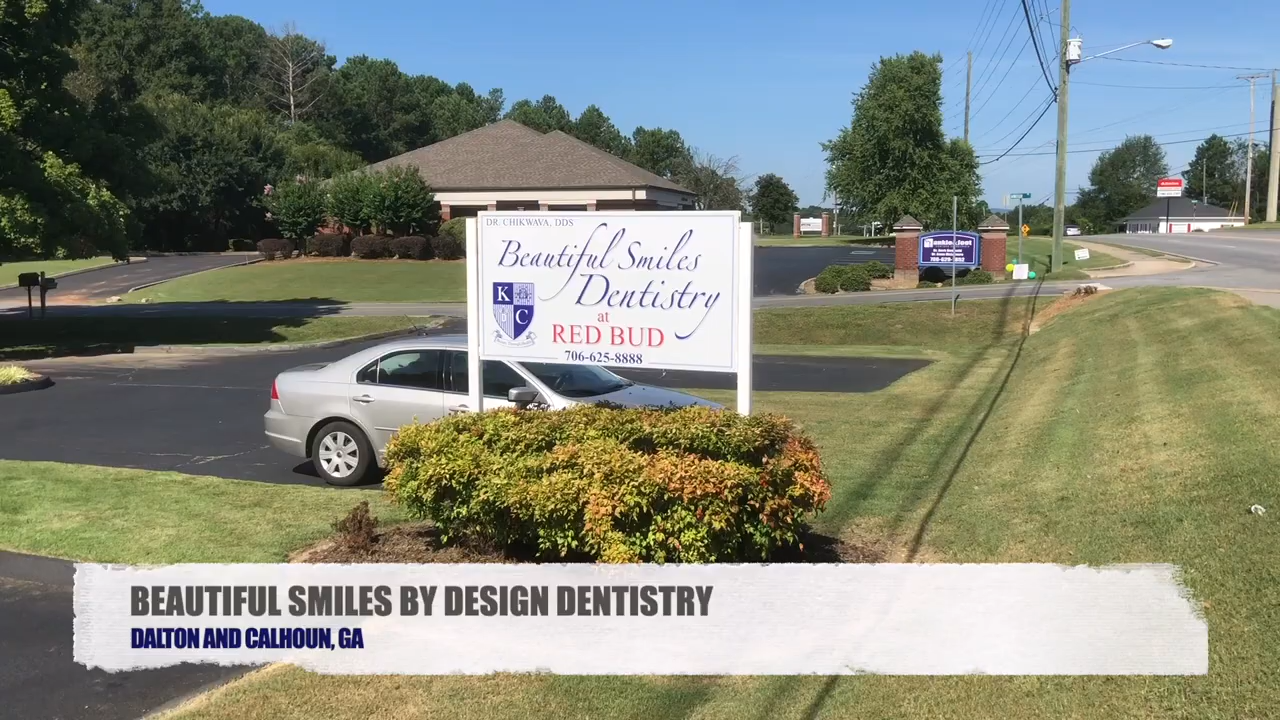 DR. CHIKWAVA, DDS
Beautiful Smiles
Dentistry
at
RED BUD
K
C
706-625-8888
BEAUTIFUL SMILES BY DESIGN DENTISTRY
DALTON AND CALHOUN, GA